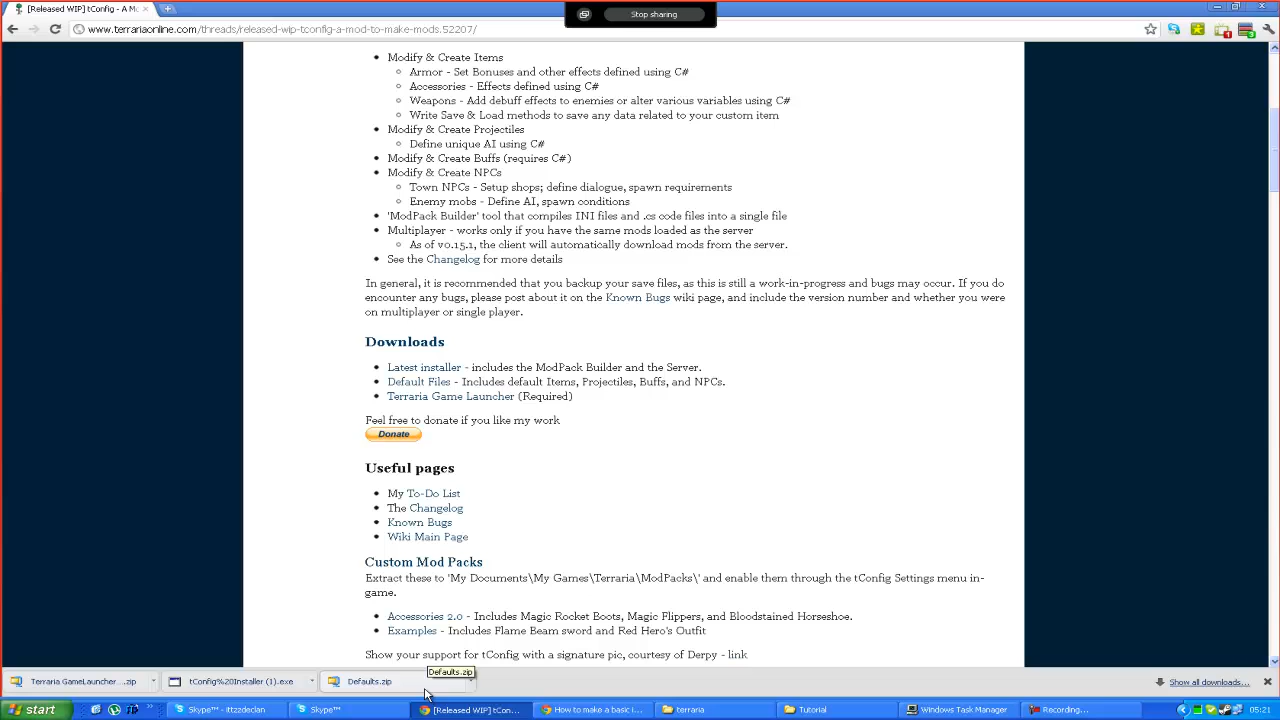 [Released WIP] tConfig - A Mo
Stop sharing
www.terrariaonline.com/threads/released-wip-tconfig-a-mod-to-make-mods.52207/
Modify & Create Items
Armor - Set Bonuses and other effects defined using C#
Accessories - Effects defined using C#
Weapons - Add debuff effects to enemies or alter various variables using C#
Write Save & Load methods to save any data related to your custom item
Modify & Create Projectiles
Define unique AI using C#
Modify & Create Buffs (requires C#)
Modify & Create NPCs
Town NPCs - Setup shops; define dialogue, spawn requirements
Enemy mobs - Define AI, spawn conditions
'ModPack Builder' tool that compiles INI files and .cs code files into a single file
Multiplayer - works only if you have the same mods loaded as the server
As of v0.15.1, the client will automatically download mods from the server.
See the Changelog for more details
In general, it is recommended that you backup your save files, as this is still a work-in-progress and bugs may occur. If you do
encounter any bugs, please post about it on the Known Bugs wiki page, and include the version number and whether you were
on multiplayer or single player.
Downloads
Latest installer - includes the ModPack Builder and the Server.
Default Files - Includes default Items, Projectiles, Buffs, and NPCs.
Terraria Game Launcher (Required)
Feel free to donate if you like my work
Donate
Useful pages
My To-Do List
The Changelog
Known Bugs
Wiki Main Page
Custom Mod Packs
Extract these to 'My Documents\My Games\Terraria\ModPacks\' and enable them through the tConfig Settings menu in-
game.
Accessories 2.0 - Includes Magic Rocket Boots, Magic Flippers, and Bloodstained Horseshoe.
Examples - Includes Flame Beam sword and Red Hero's Outfit
Show your support for tConfig with a signature pic, courtesy of Derpy - link
Defaults.zip
Terraria GameLauncher....zip
tConfig%20Installer (1).exe
Defaults.zip
Show all downloads...
start
Skype™ - ittzzdeclan
Skype™
[Released WIP] tCon...
How to make a basic i...
terraria
Tutorial
Windows Task Manager
Recording...
05:21